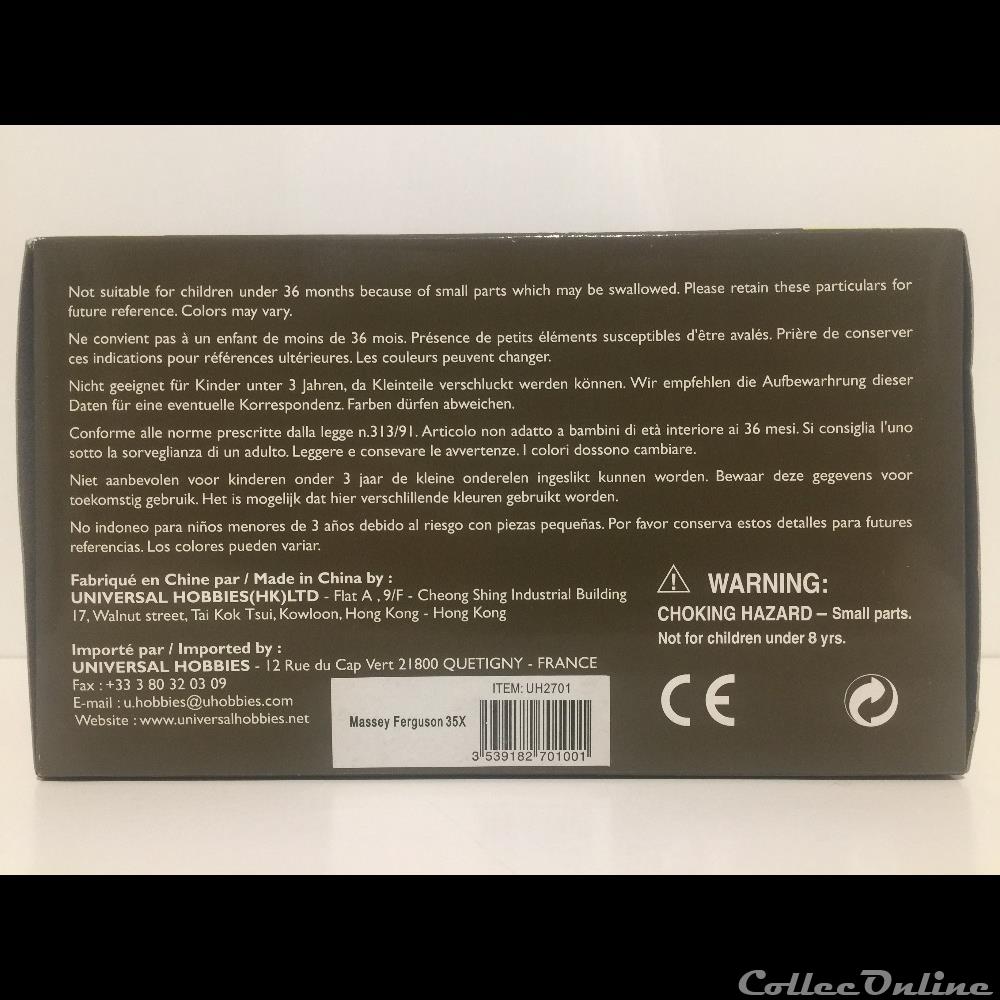 Not suitable for children under 36 months because of small parts which may be swallowed. Please retain these particulars for
future reference. Colors may vary.
Ne convient pas à un enfant de moins de 36 mois. Présence de petits éléments susceptibles d'être avalés. Prière de conserver
ces indications pour références ultérieures. Les couleurs peuvent changer.
Nicht geeignet für Kinder unter 3 Jahren, da Kleinteile verschluckt werden können. Wir empfehlen die Aufbewarhrung dieser
Daten für eine eventuelle Korrespondenz. Farben dürfen abweichen.
Conforme alle norme prescritte dalla legge n.313/91. Articolo non adatto a bambini di età interiore ai 36 mesi. Si consiglia l'uno
sotto la sorveglianza di un adulto. Leggere e consevare le avvertenze. I colori dossono cambiare.
Niet aanbevolen voor kinderen onder 3 jaar de kleine onderelen ingeslikt kunnen worden. Bewaar deze gegevens voor
toekomstig gebruik. Het is mogelijk dat hier verschlillende kleuren gebruikt worden.
No indoneo para niños menores de 3 años debido al riesgo con piezas pequeñas. Por favor conserva estos detalles para futures
referencias. Los colores pueden variar.
Fabriqué en Chine par / Made in China by :
UNIVERSAL HOBBIES(HK)LTD - Flat A , 9/F - Cheong Shing Industrial Building
17, Walnut street, Tai Kok Tsui, Kowloon, Hong Kong - Hong Kong
Importé par / Imported by :
UNIVERSAL HOBBIES - 12 Rue du Cap Vert 21800 QUETIGNY - FRANCE
Fax : +33 3 80 32 03 09
E-mail : u.hobbies@uhobbies.com
Website : www.universalhobbies.net
WARNING:
CHOKING HAZARD – Small parts.
Not for children under 8 yrs.
CE
ITEM: UH2701
Massey Ferguson 35X
3 539182 701001
CollecOnline